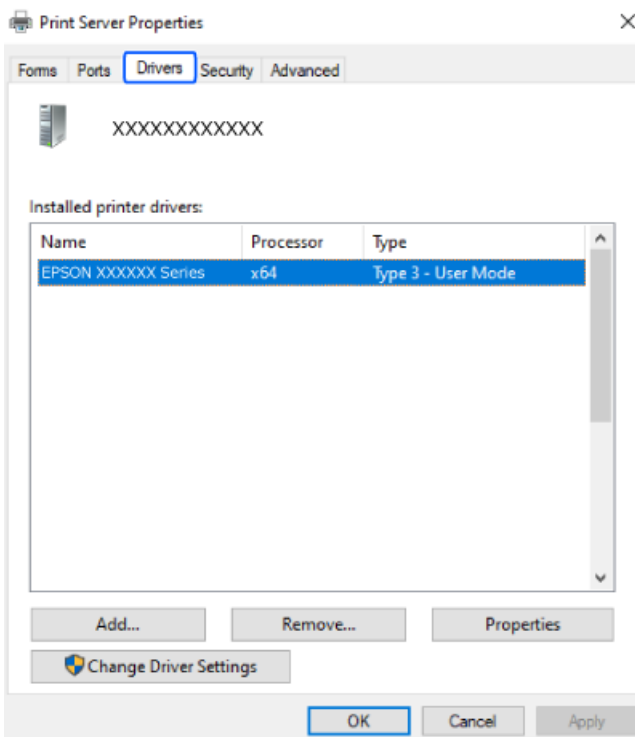 Print Server Properties
Forms Ports Drivers Security Advanced
XXXXXXXXXXXX
Installed printer drivers:
Name Processor Type
EPSON XXXXXX Series x64 Type 3 - User Mode
Add... Remove... Properties
Change Driver Settings
OK Cancel Apply